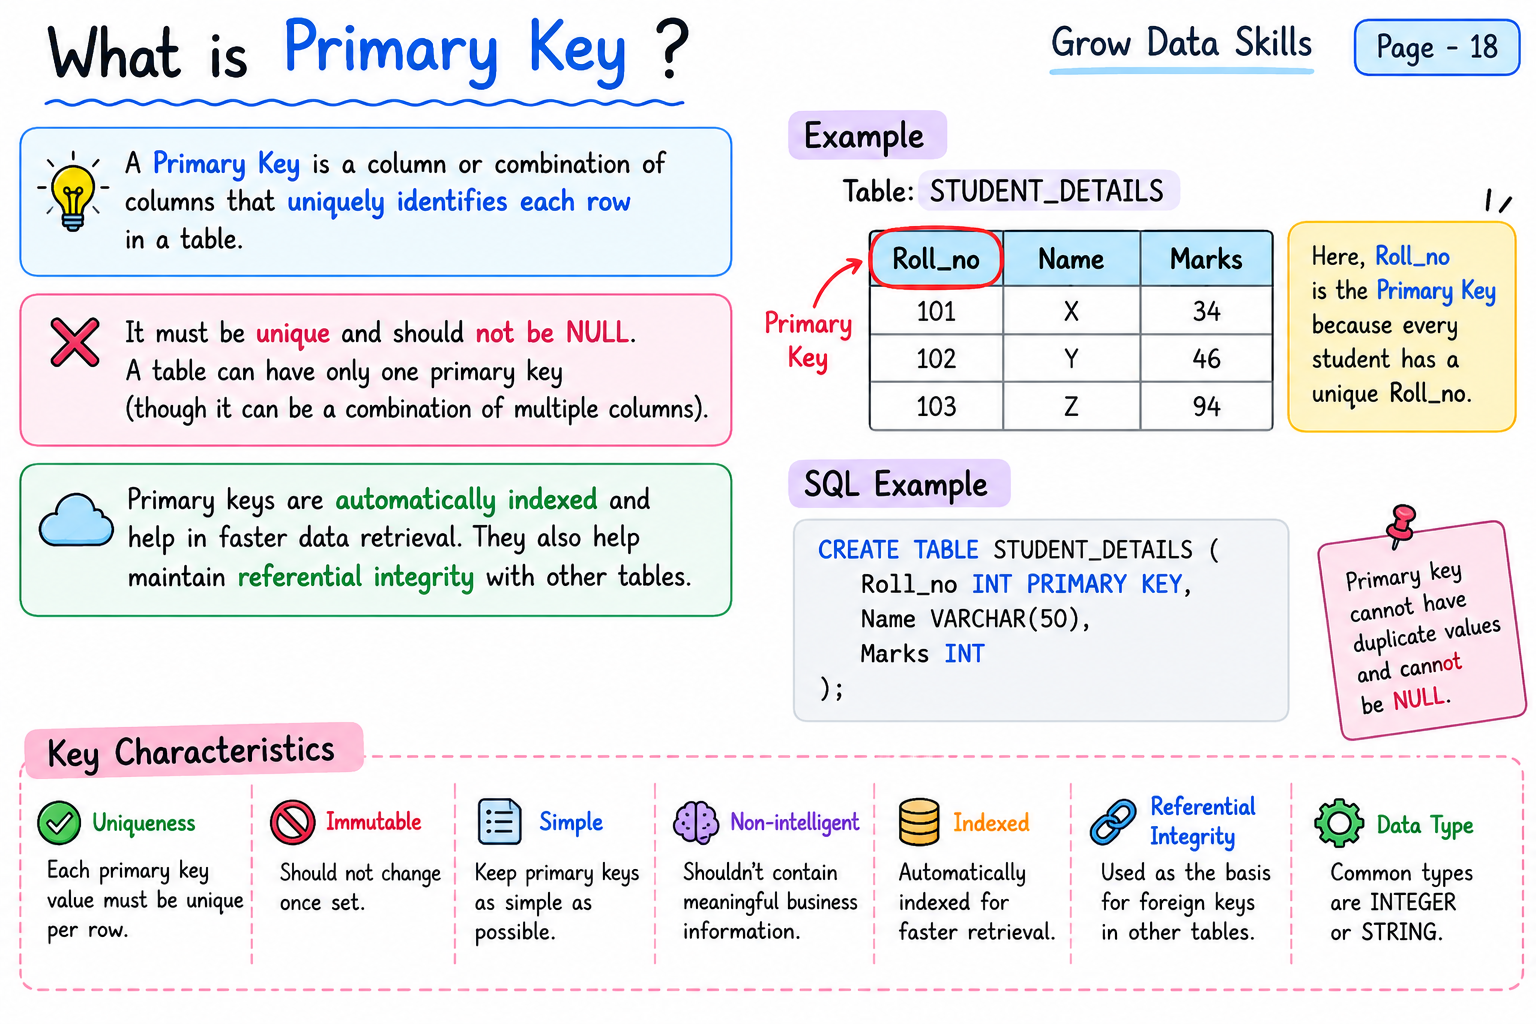 What is Primary Key ?
Grow Data Skills
Page - 18
A Primary Key is a column or combination of
columns that uniquely identifies each row
in a table.
It must be unique and should not be NULL.
A table can have only one primary key
(though it can be a combination of multiple columns).
Primary keys are automatically indexed and
help in faster data retrieval. They also help
maintain referential integrity with other tables.
Example
Table: STUDENT_DETAILS
Primary
Key
Roll_no Name Marks
101 X 34
102 Y 46
103 Z 94
Here, Roll_no
is the Primary Key
because every
student has a
unique Roll_no.
SQL Example
CREATE TABLE STUDENT_DETAILS (
Roll_no INT PRIMARY KEY,
Name VARCHAR(50),
Marks INT
);
Primary key
cannot have
duplicate values
and cannot
be NULL.
Key Characteristics
Uniqueness
Each primary key
value must be unique
per row.
Immutable
Should not change
once set.
Simple
Keep primary keys
as simple as
possible.
Non-intelligent
Shouldn't contain
meaningful business
information.
Indexed
Automatically
indexed for
faster retrieval.
Referential
Integrity
Used as the basis
for foreign keys
in other tables.
Data Type
Common types
are INTEGER
or STRING.